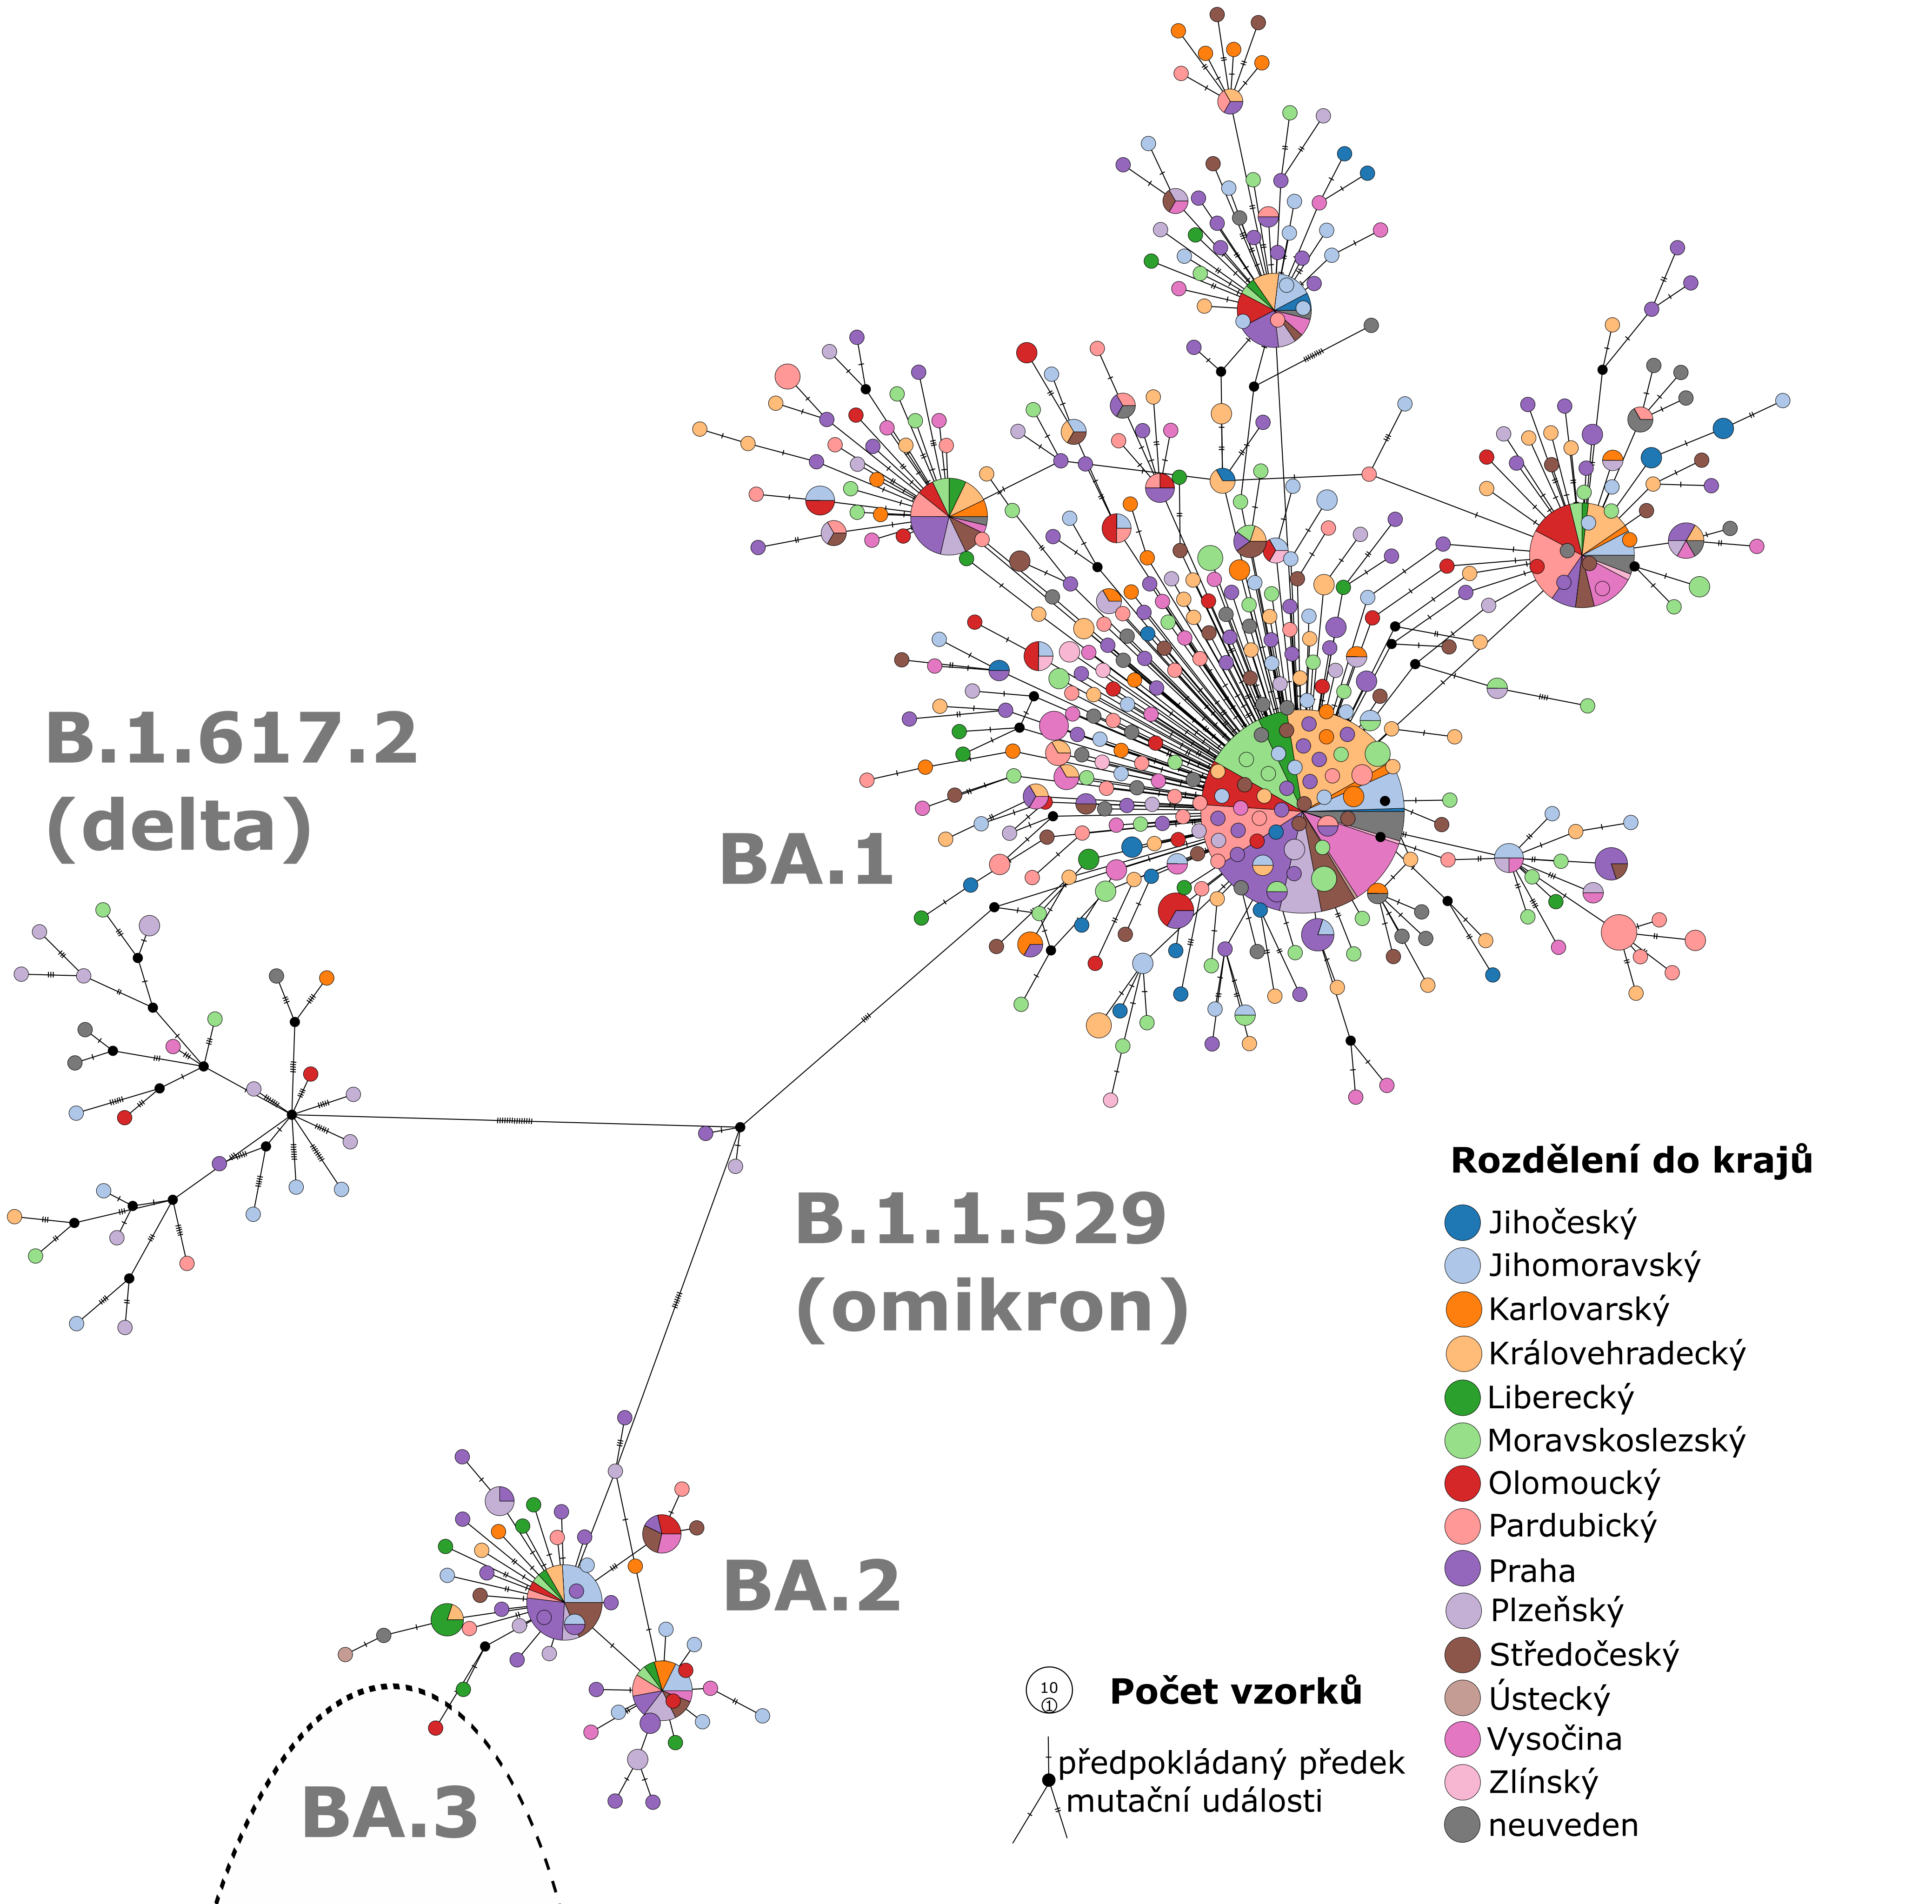 B.1.617.2
(delta)
BA.1
B.1.1.529
(omikron)
BA.2
BA.3
10
1
Počet vzorků
předpokládaný předek
mutační události
Rozdělení do krajů
Jihočeský
Jihomoravský
Karlovarský
Královehradecký
Liberecký
Moravskoslezský
Olomoucký
Pardubický
Praha
Plzeňský
Středočeský
Ústecký
Vysočina
Zlínský
neuveden